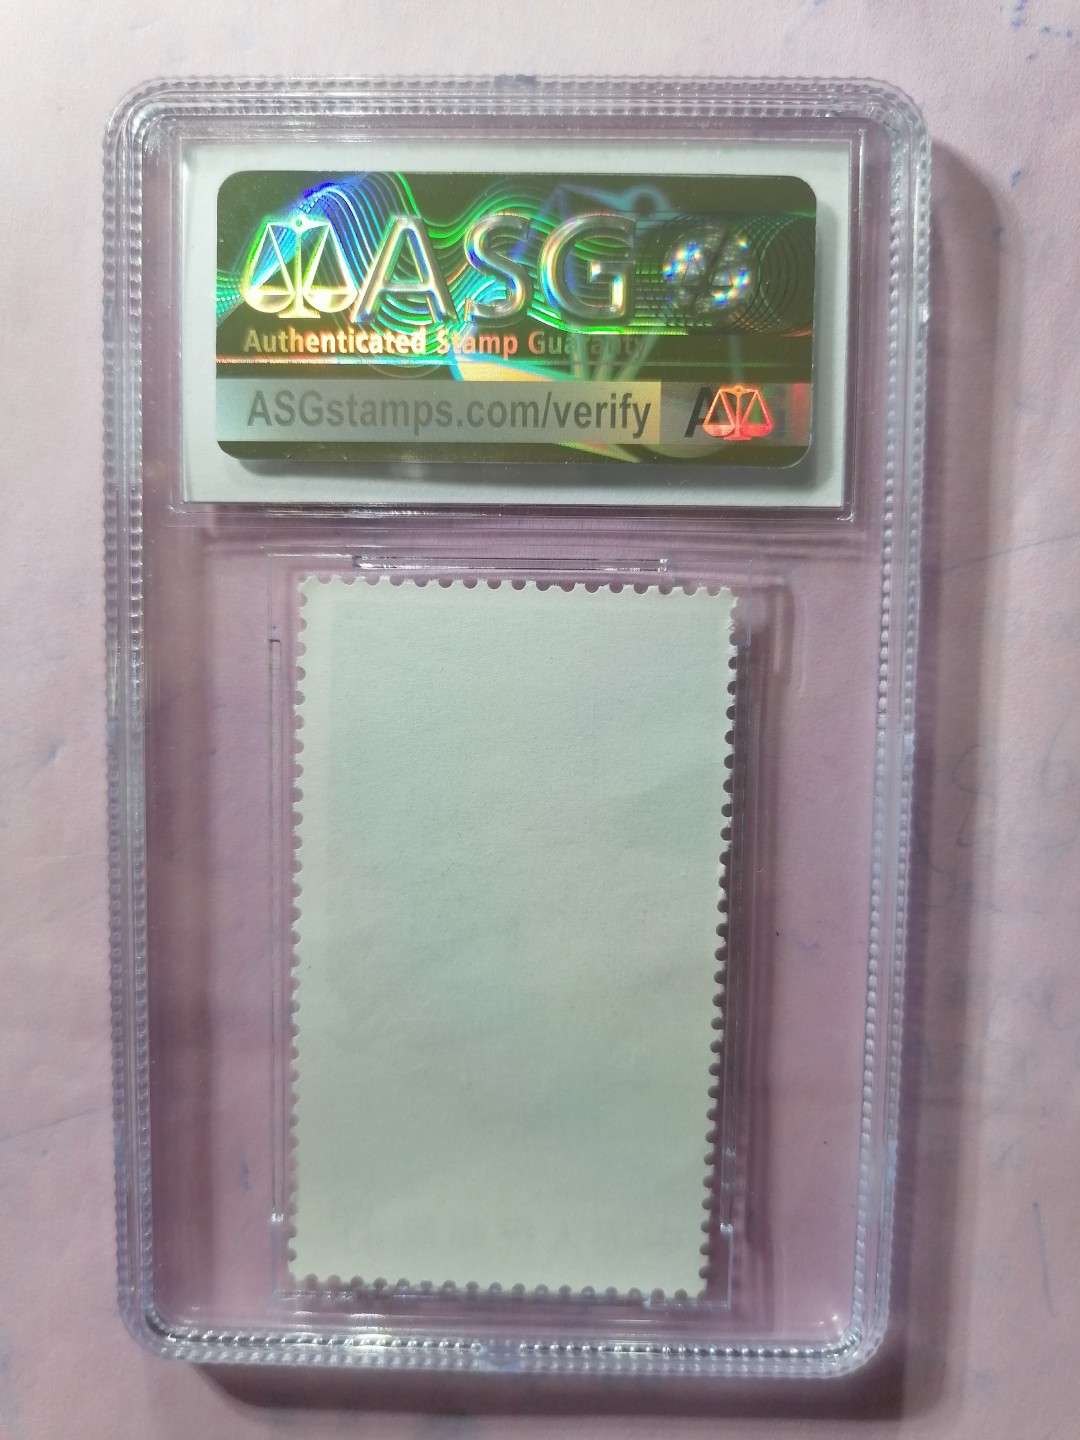 ASG
Authenticated Stamp Guaranty
ASGstamps.com/verify